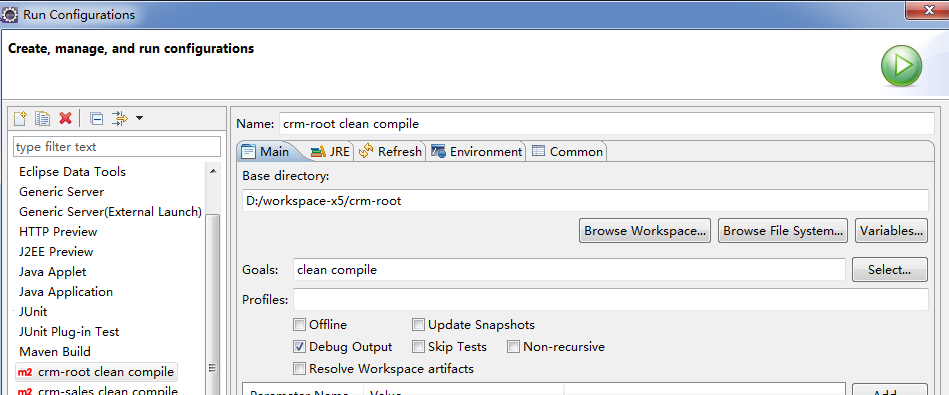 Run Configurations
Create, manage, and run configurations
type filter text
Eclipse Data Tools
Generic Server
Generic Server(External Launch)
HTTP Preview
J2EE Preview
Java Applet
Java Application
JUnit
JUnit Plug-in Test
Maven Build
m2 crm-root clean compile
m2 crm-sales clean compile
Name: crm-root clean compile
Main JRE Refresh Environment Common
Base directory:
D:/workspace-x5/crm-root
Browse Workspace... Browse File System... Variables...
Goals: clean compile Select...
Profiles:
Offline Update Snapshots
Debug Output Skip Tests Non-recursive
Resolve Workspace artifacts
Parameter Name Value Add...